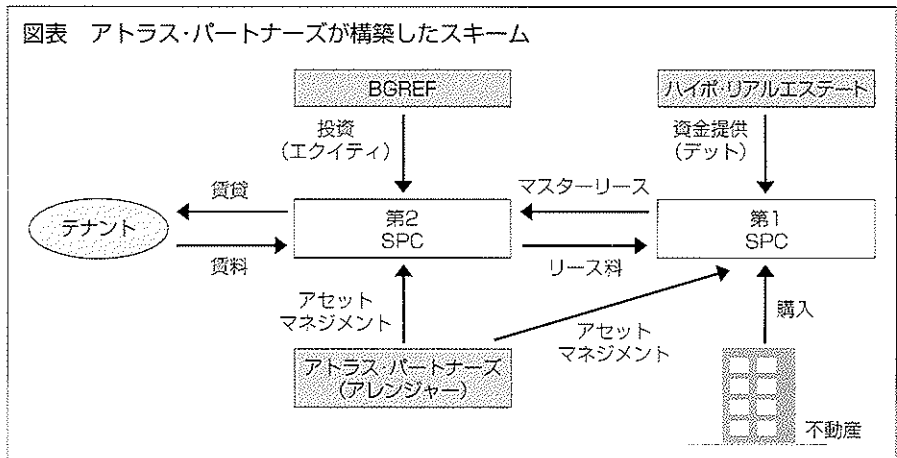 図表 アトラス・パートナーズが構築したスキーム
BGREF
ハイポ・リアルエステート
投資
(エクイティ)
資金提供
(デット)
賃貸
マスターリース
テナント
第2
SPC
第1
SPC
賃料
リース料
アセット
マネジメント
アセット
マネジメント
購入
アトラス・パートナーズ
(アレンジャー)
不動産